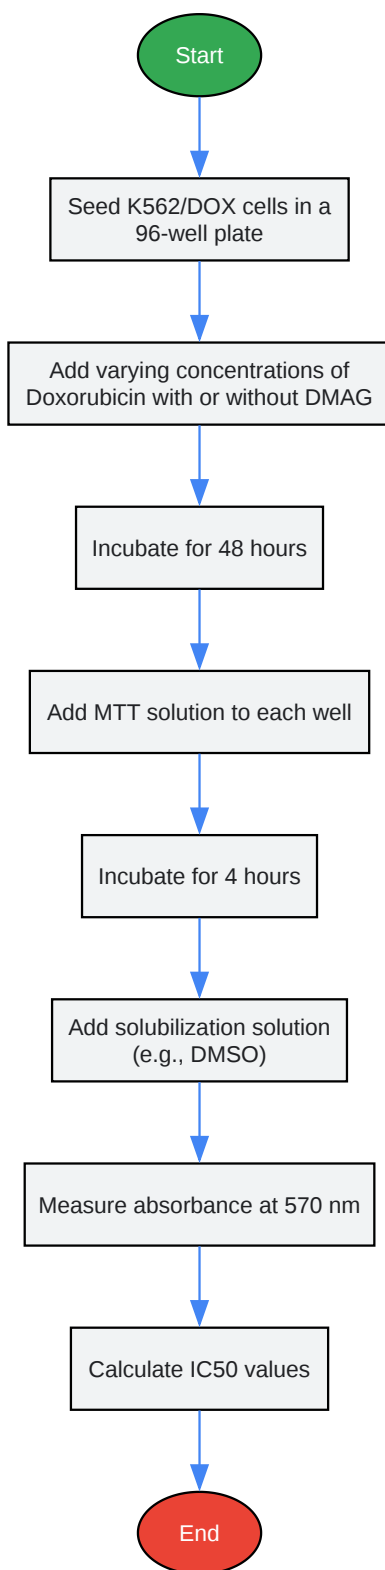 Start
Seed K562/DOX cells in a
96-well plate
Add varying concentrations of
Doxorubicin with or without DMAG
Incubate for 48 hours
Add MTT solution to each well
Incubate for 4 hours
Add solubilization solution
(e.g., DMSO)
Measure absorbance at 570 nm
Calculate IC50 values
End